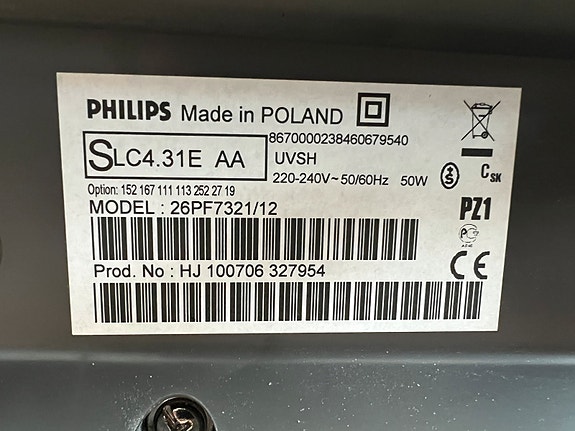 PHILIPS Made in POLAND
8670000238460679540
SLC4.31E AA
UVSH
220-240V~50/60Hz 50W
S
CSK
Option: 152 167 111 113 252 27 19
MODEL : 26PF7321/12
PZ1
Prod. No : HJ 100706 327954
CE